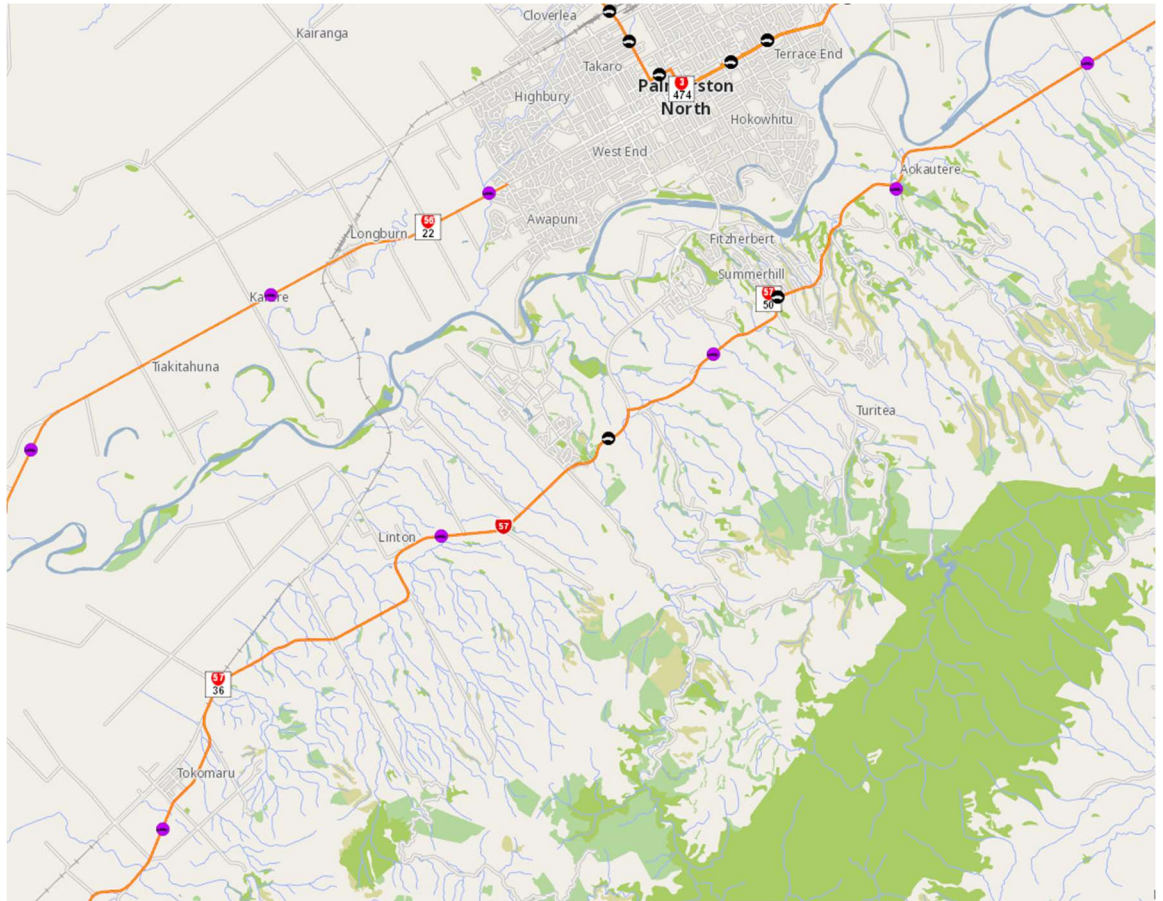 Cloverlea
Kairanga
Takaro
Terrace End
Highbury
3
474
Palmerston
North
Hokowhitu
West End
Aokautere
Awapuni
56
22
Longburn
Fitzherbert
Summerhill
57
50
Karere
Tiakitahuna
Turitea
57
Linton
57
36
Tokomaru